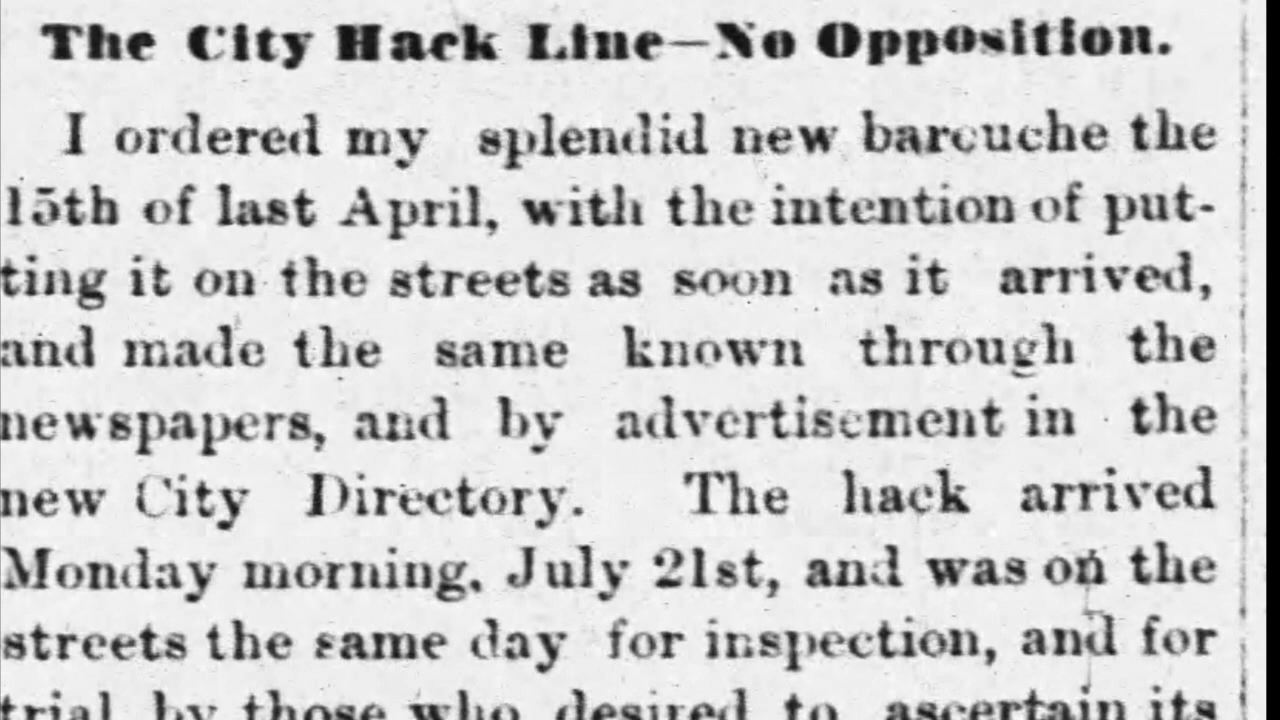 The City Hack Line—No Opposition.
I ordered my splendid new barouche the
15th of last April, with the intention of put-
ting it on the streets as soon as it arrived,
and made the same known through the
newspapers, and by advertisement in the
new City Directory. The hack arrived
Monday morning, July 21st, and was on the
streets the same day for inspection, and for
trial by those who desired to ascertain its